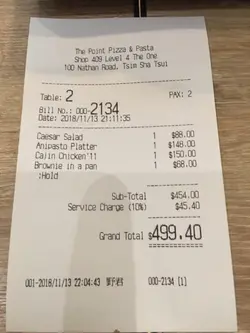 The Point Pizza & Pasta
Shop 409 Level 4 The One
100 Nathan Road, Tsim Sha Tsui
Table: 2 PAX: 2
Bill No.: 000-2134
Date: 2018/11/13 21:11:35
Caesar Salad 1 $88.00
Anipasto Platter 1 $148.00
Cajin Chicken'11 1 $150.00
Brownie in a pan 1 $68.00
:Hold
Sub-Total $454.00
Service Charge (10%) $45.40
Grand Total $499.40
001-2018/11/13 22:04:43 000-2134 [1]